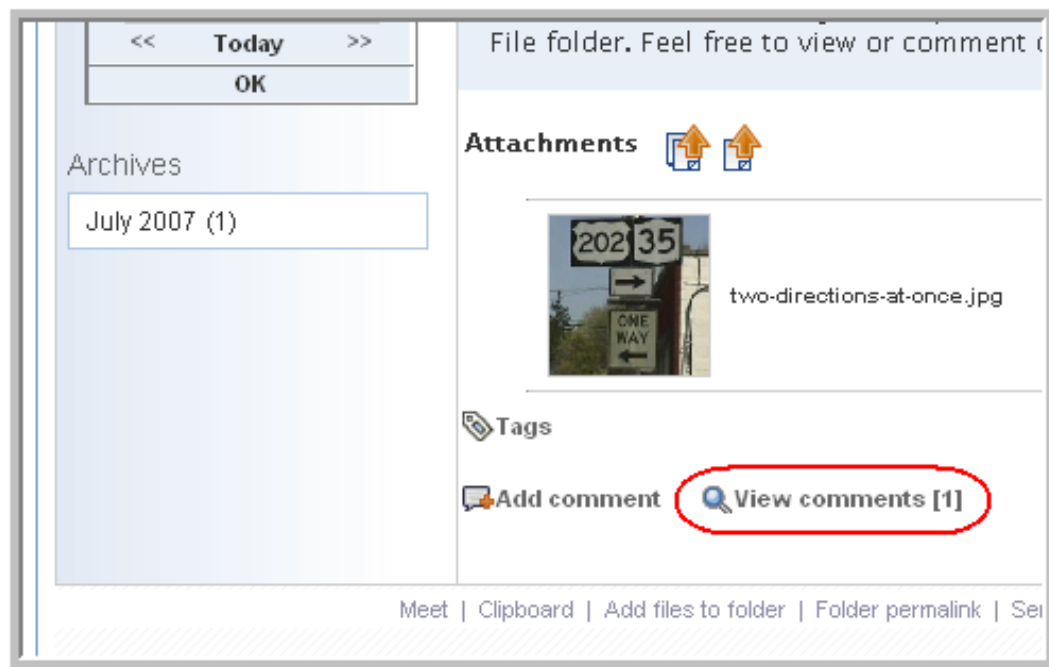 << Today >>
OK
Archives
July 2007 (1)
File folder. Feel free to view or comment
Attachments
202 35
ONE
WAY
two-directions-at-once.jpg
Tags
Add comment View comments [1]
Meet | Clipboard | Add files to folder | Folder permalink |